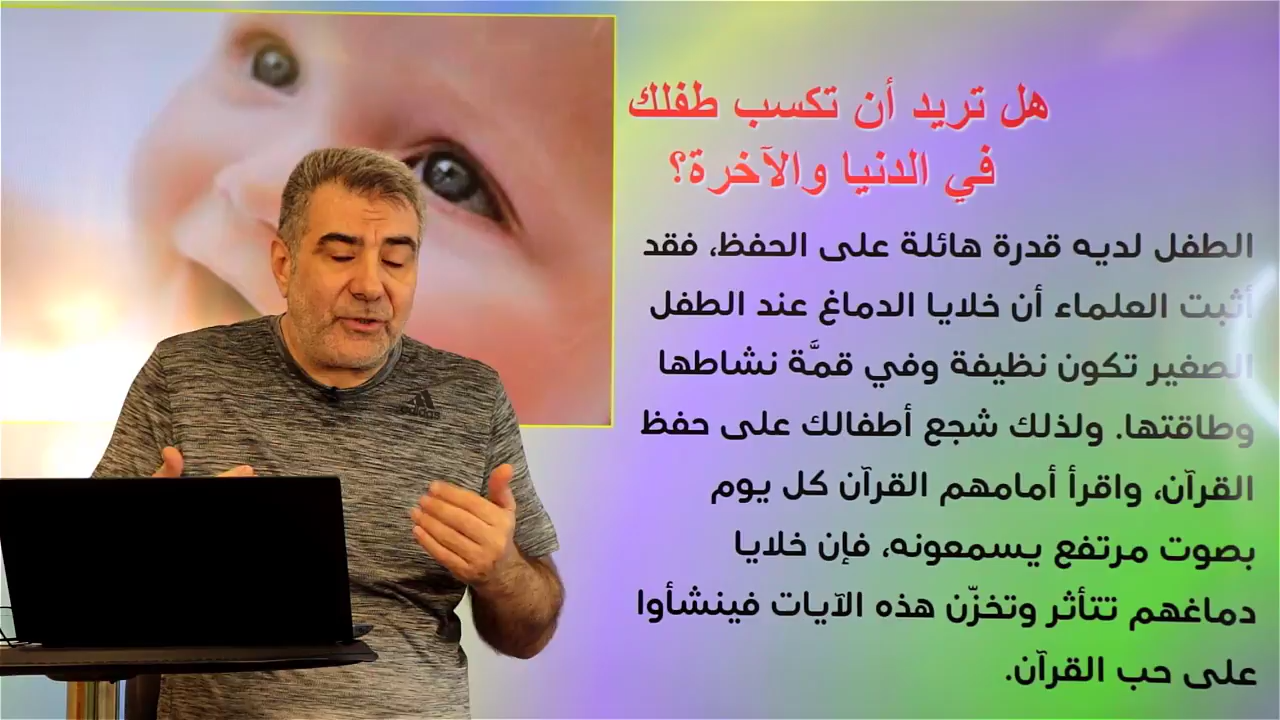 هل تريد أن تكسب طفلك
في الدنيا والآخرة؟
الطفل لديه قدرة هائلة على الحفظ، فقد
أثبت العلماء أن خلايا الدماغ عند الطفل
الصغير تكون نظيفة وفي قمَّة نشاطها
وطاقتها. ولذلك شجع أطفالك على حفظ
القرآن، واقرأ أمامهم القرآن كل يوم
بصوت مرتفع يسمعونه، فإن خلايا
دماغهم تتأثر وتخزّن هذه الآيات فينشأوا
على حب القرآن.
adidas